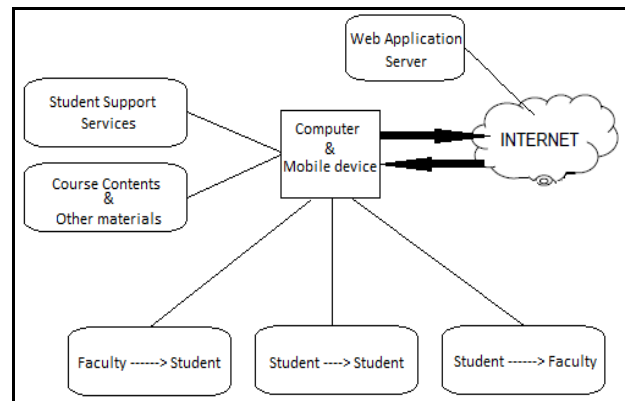 Web Application
Server
Student Support
Services
Computer
&
Mobile device
INTERNET
Course Contents
&
Other materials
Faculty ------> Student
Student ----> Student
Student ------> Faculty